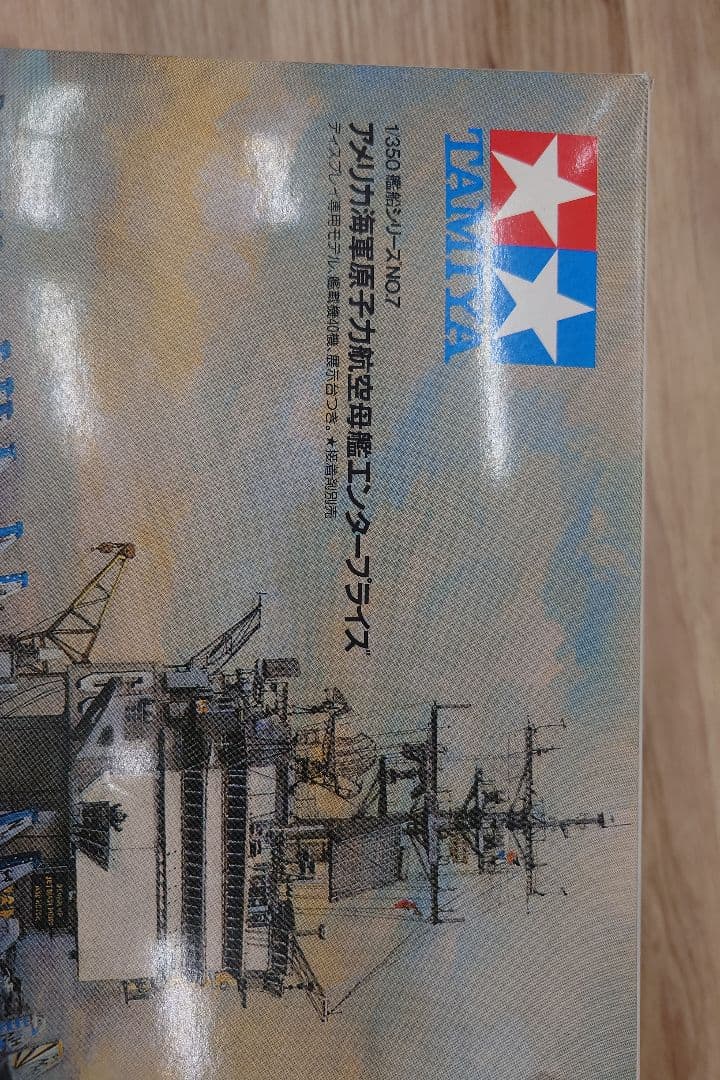 TAMIYA
1/350 艦船シリーズ NO.7
アメリカ海軍原子力航空母艦エンタープライズ
ディスプレイ専用モデル、艦載機40機、展示台つき。★接着剤別売
JET BLAST